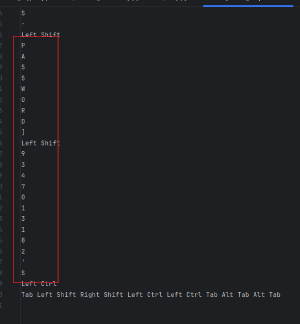 S
'
Left Shift
P
A
S
S
W
O
R
D
]
Left Shift
9
3
4
7
0
1
3
1
8
2
'
S
Left Ctrl
Tab Left Shift Right Shift Left Ctrl Left Ctrl Tab Alt Tab Alt Tab